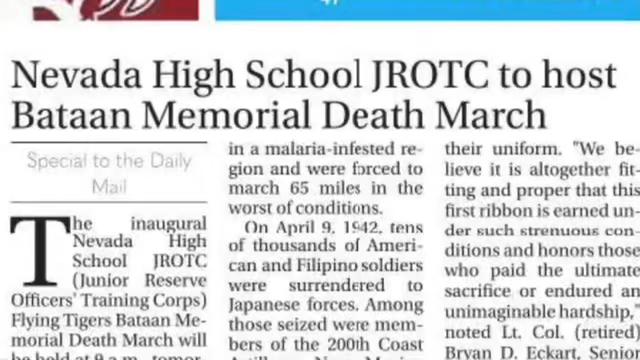 Nevada High School JROTC to host
Bataan Memorial Death March
Special to the Daily
Mail
The inaugural
Nevada High
School JROTC
(Junior Reserve
Officers' Training Corps)
Flying Tigers Bataan Me-
morial Death March will
be held at 9 a.m. tomor-
in a malaria-infested re-
gion and were forced to
march 65 miles in the
worst of conditions.
On April 9, 1942, tens
of thousands of Ameri-
can and Filipino soldiers
were surrendered to
Japanese forces. Among
those seized were mem-
bers of the 200th Coast
their uniform. "We be-
lieve it is altogether fit-
ting and proper that this
first ribbon is earned un-
der such strenuous con-
ditions and honors those
who paid the ultimate
sacrifice or endured an
unimaginable hardship,"
noted Lt. Col. (retired)
Bryan D. Eckart, Senior